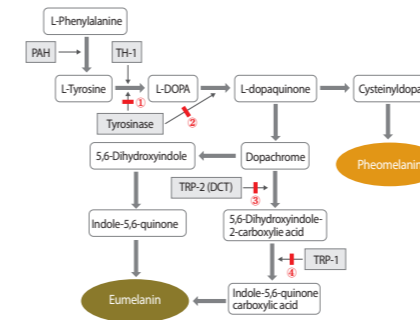 L-Phenylalanine
PAH
TH-1
L-Tyrosine
L-DOPA
L-dopaquinone
Cysteinyldopa
①
②
Tyrosinase
5,6-Dihydroxyindole
Dopachrome
Pheomelanin
TRP-2 (DCT)
③
Indole-5,6-quinone
5,6-Dihydroxyindole-
2-carboxylie acid
④
TRP-1
Eumelanin
Indole-5,6-quinone
carboxylic acid